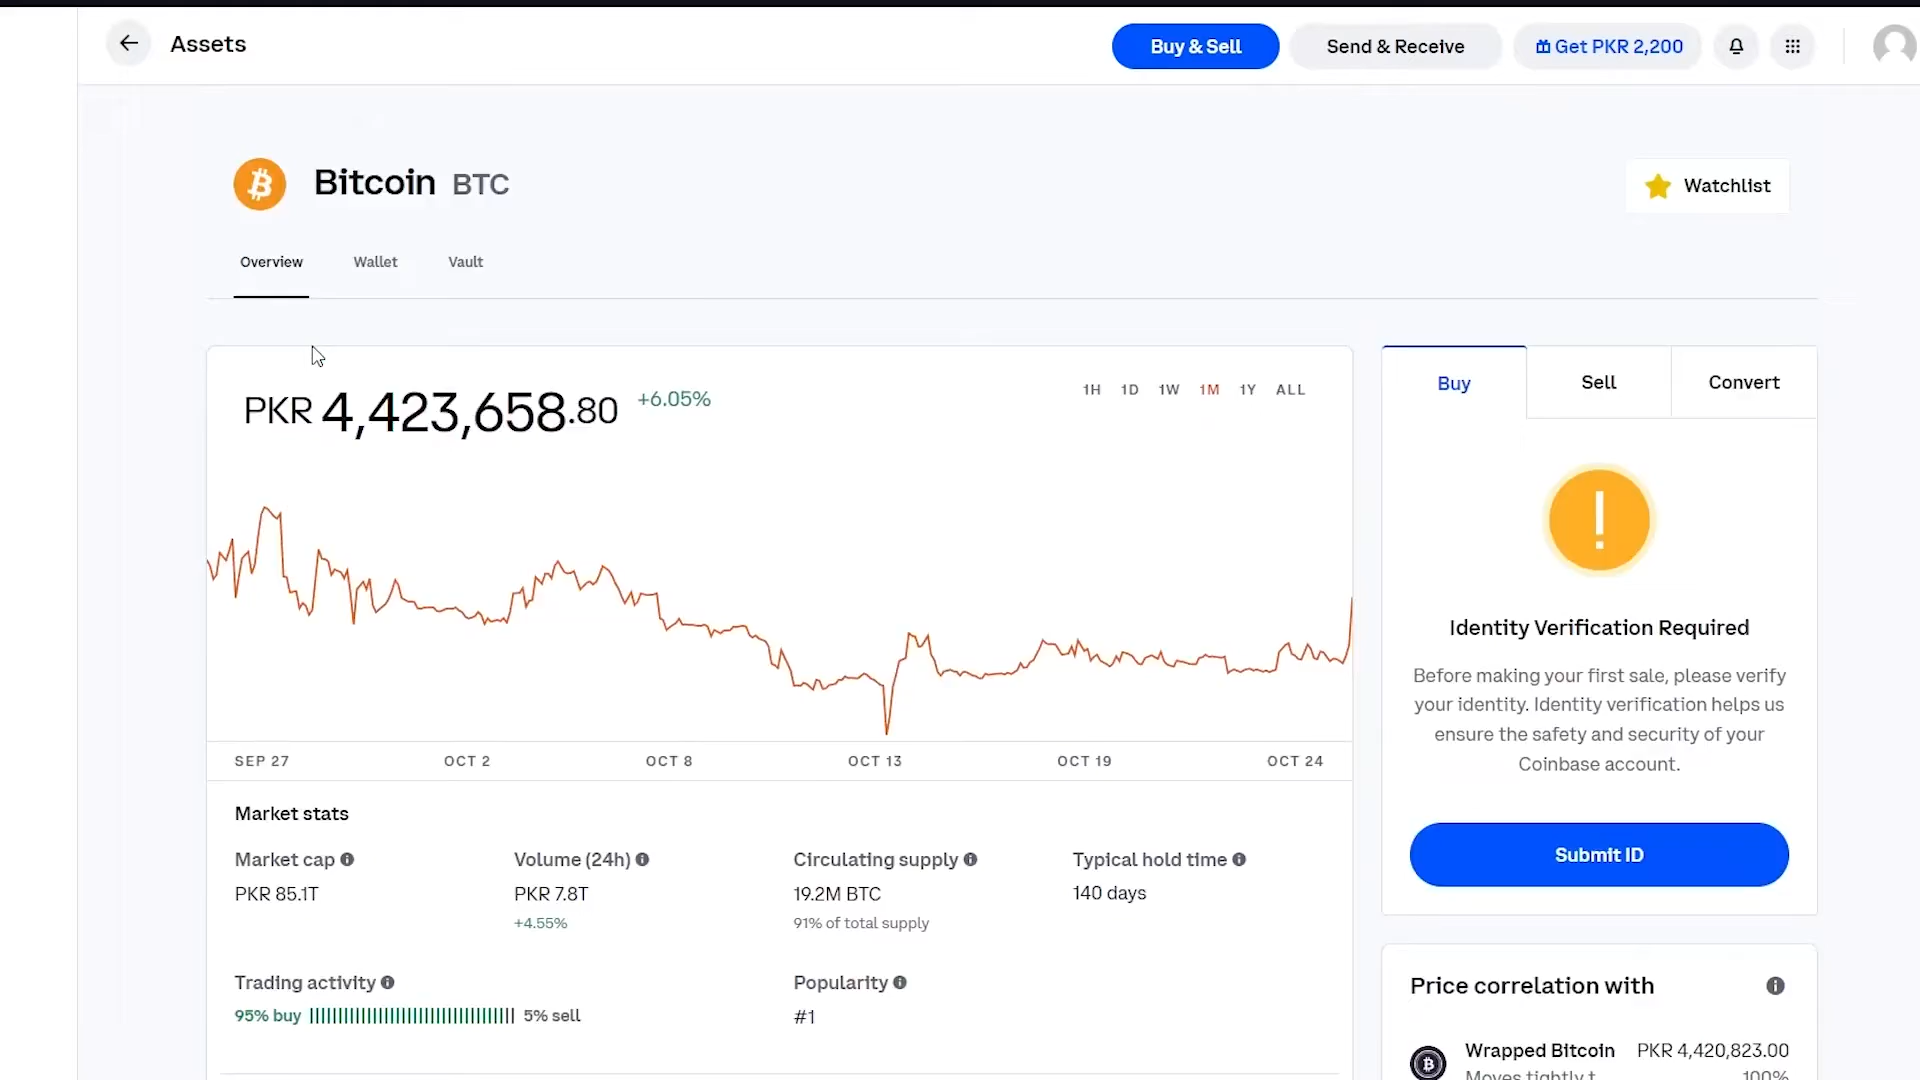 Assets
Buy & Sell
Send & Receive
Get PKR 2,200
Bitcoin BTC
Watchlist
Overview
Wallet
Vault
PKR 4,423,658.80 +6.05%
1H 1D 1W 1M 1Y ALL
Buy
Sell
Convert
Identity Verification Required
Before making your first sale, please verify
your identity. Identity verification helps us
ensure the safety and security of your
Coinbase account.
Submit ID
SEP 27 OCT 2 OCT 8 OCT 13 OCT 19 OCT 24
Market stats
Market cap
PKR 85.1T
Volume (24h)
PKR 7.8T
+4.55%
Circulating supply
19.2M BTC
91% of total supply
Typical hold time
140 days
Trading activity
95% buy
5% sell
Popularity
#1
Price correlation with
Wrapped Bitcoin PKR 4,420,823.00
Moves tightly t 100%